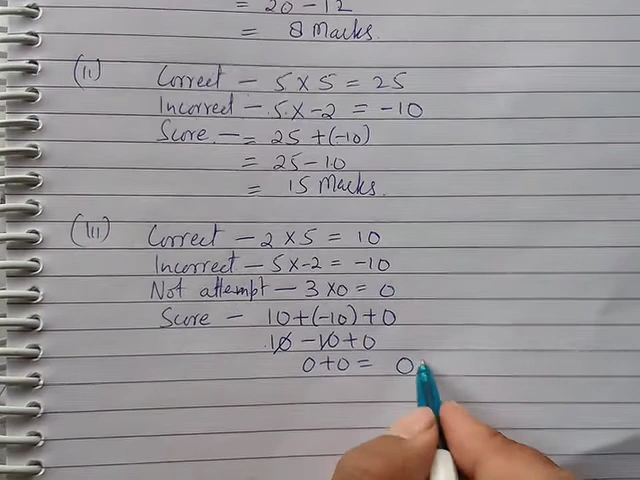 = 20 - 12
= 8 Marks.
(ii) Correct - 5 × 5 = 25
Incorrect - 5 × -2 = -10
Score. - = 25 + (-10)
= 25 - 10
= 15 Marks.
(iii) Correct - 2 × 5 = 10
Incorrect - 5 × -2 = -10
Not attempt - 3 × 0 = 0
Score - 10 + (-10) + 0
10 - 10 + 0
0 + 0 = 0